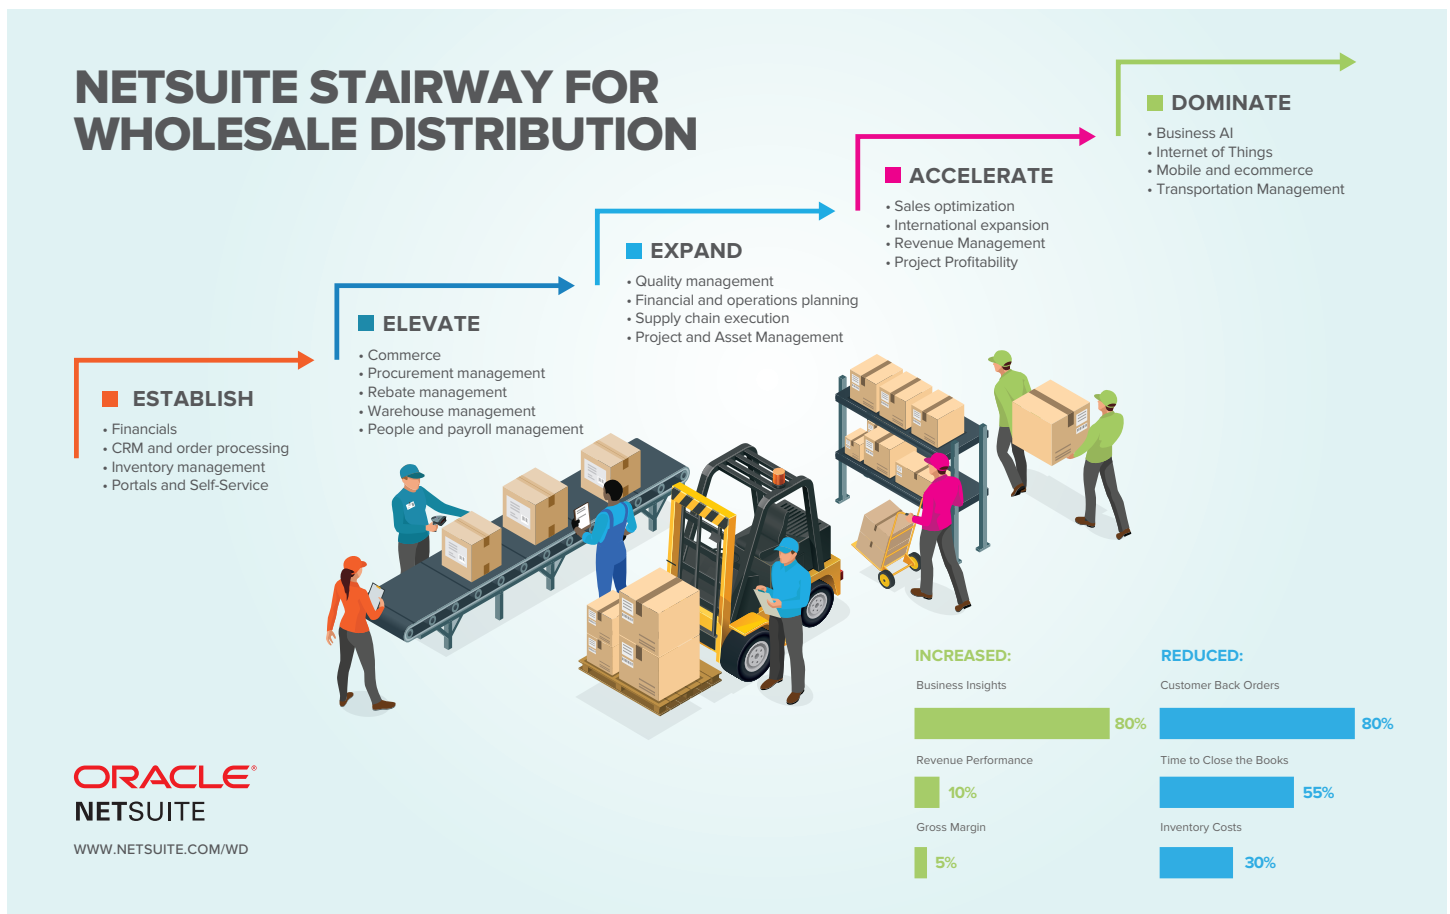 NETSUITE STAIRWAY FOR
WHOLESALE DISTRIBUTION
ESTABLISH
• Financials
• CRM and order processing
• Inventory management
• Portals and Self-Service
ELEVATE
• Commerce
• Procurement management
• Rebate management
• Warehouse management
• People and payroll management
EXPAND
• Quality management
• Financial and operations planning
• Supply chain execution
• Project and Asset Management
ACCELERATE
• Sales optimization
• International expansion
• Revenue Management
• Project Profitability
DOMINATE
• Business AI
• Internet of Things
• Mobile and ecommerce
• Transportation Management
INCREASED:
Business Insights
80%
Revenue Performance
10%
Gross Margin
5%
REDUCED:
Customer Back Orders
80%
Time to Close the Books
55%
Inventory Costs
30%
ORACLE®
NETSUITE
WWW.NETSUITE.COM/WD